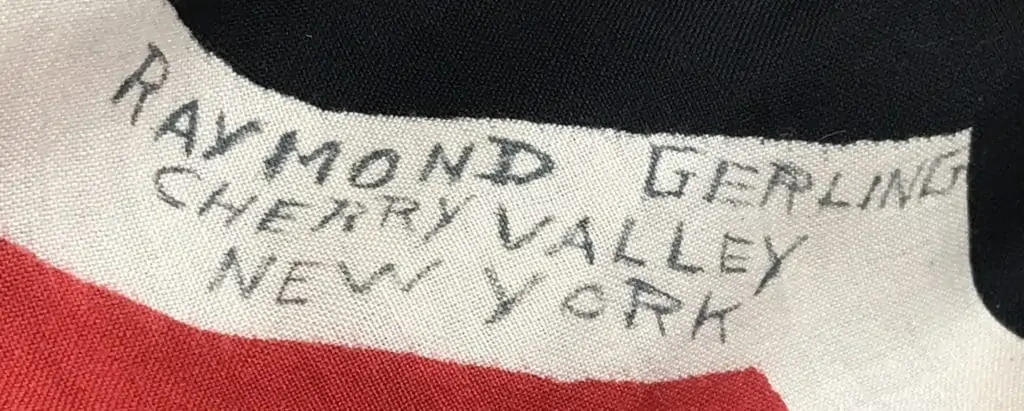 RAYMOND GERLING
CHERRY VALLEY
NEW YORK